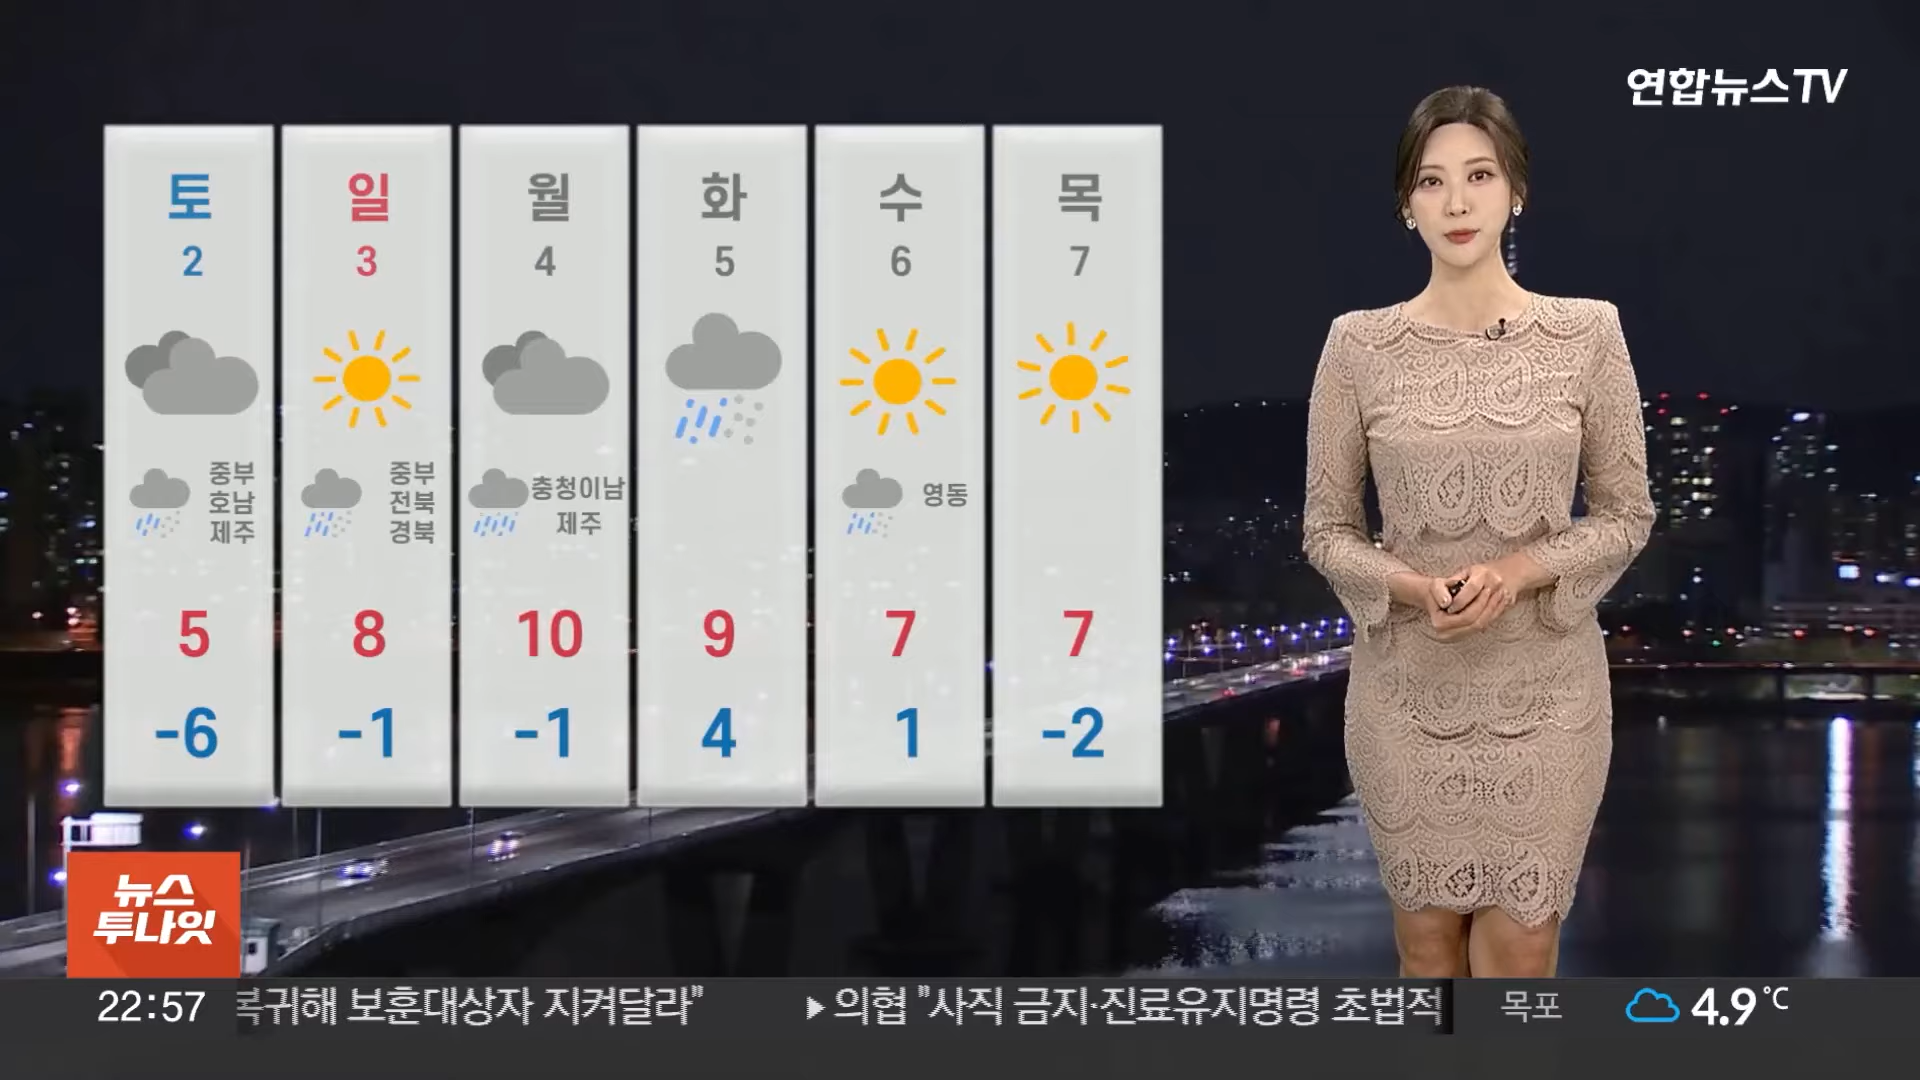 연합뉴스TV
토
2
중부
호남
제주
5
-6
일
3
중부
전북
경북
8
-1
월
4
충청이남
제주
10
-1
화
5
9
4
수
6
영동
7
1
목
7
7
-2
뉴스
투나잇
22:57
복귀해 보훈대상자 지켜달라" ▶의협 "사직 금지·진료유지명령 초법적
목포
4.9℃